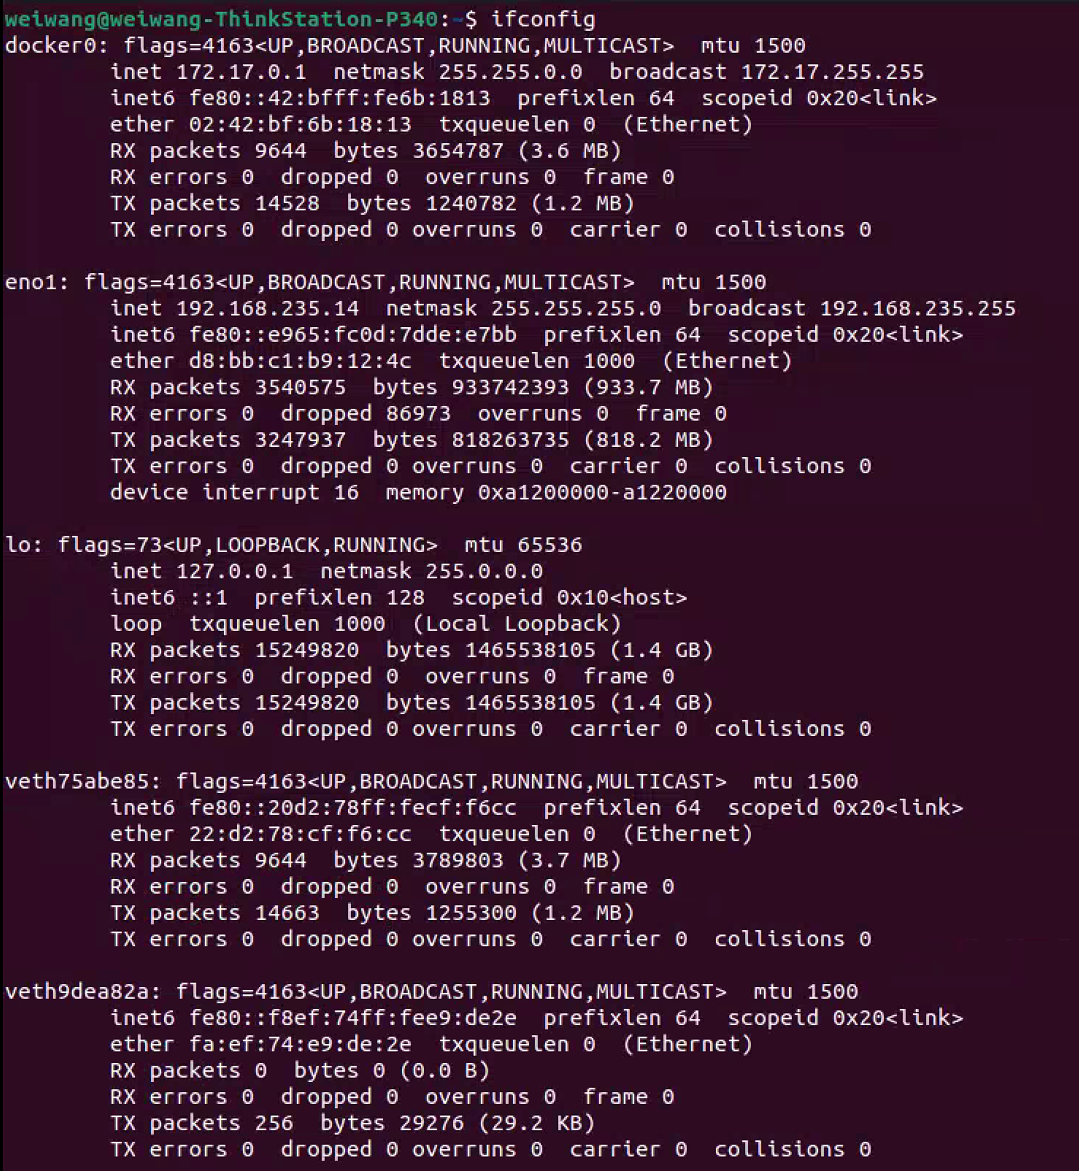 weiwang@weiwang-ThinkStation-P340:~$ ifconfig
docker0: flags=4163<UP,BROADCAST,RUNNING,MULTICAST>  mtu 1500
        inet 172.17.0.1  netmask 255.255.0.0  broadcast 172.17.255.255
        inet6 fe80::42:bfff:fe6b:1813  prefixlen 64  scopeid 0x20<link>
        ether 02:42:bf:6b:18:13  txqueuelen 0  (Ethernet)
        RX packets 9644  bytes 3654787 (3.6 MB)
        RX errors 0  dropped 0  overruns 0  frame 0
        TX packets 14528  bytes 1240782 (1.2 MB)
        TX errors 0  dropped 0 overruns 0  carrier 0  collisions 0

eno1: flags=4163<UP,BROADCAST,RUNNING,MULTICAST>  mtu 1500
        inet 192.168.235.14  netmask 255.255.255.0  broadcast 192.168.235.255
        inet6 fe80::e965:fc0d:7dde:e7bb  prefixlen 64  scopeid 0x20<link>
        ether d8:bb:c1:b9:12:4c  txqueuelen 1000  (Ethernet)
        RX packets 3540575  bytes 933742393 (933.7 MB)
        RX errors 0  dropped 86973  overruns 0  frame 0
        TX packets 3247937  bytes 818263735 (818.2 MB)
        TX errors 0  dropped 0 overruns 0  carrier 0  collisions 0
        device interrupt 16  memory 0xa1200000-a1220000

lo: flags=73<UP,LOOPBACK,RUNNING>  mtu 65536
        inet 127.0.0.1  netmask 255.0.0.0
        inet6 ::1  prefixlen 128  scopeid 0x10<host>
        loop  txqueuelen 1000  (Local Loopback)
        RX packets 15249820  bytes 1465538105 (1.4 GB)
        RX errors 0  dropped 0  overruns 0  frame 0
        TX packets 15249820  bytes 1465538105 (1.4 GB)
        TX errors 0  dropped 0 overruns 0  carrier 0  collisions 0

veth75abe85: flags=4163<UP,BROADCAST,RUNNING,MULTICAST>  mtu 1500
        inet6 fe80::20d2:78ff:fecf:f6cc  prefixlen 64  scopeid 0x20<link>
        ether 22:d2:78:cf:f6:cc  txqueuelen 0  (Ethernet)
        RX packets 9644  bytes 3789803 (3.7 MB)
        RX errors 0  dropped 0  overruns 0  frame 0
        TX packets 14663  bytes 1255300 (1.2 MB)
        TX errors 0  dropped 0 overruns 0  carrier 0  collisions 0

veth9dea82a: flags=4163<UP,BROADCAST,RUNNING,MULTICAST>  mtu 1500
        inet6 fe80::f8ef:74ff:fee9:de2e  prefixlen 64  scopeid 0x20<link>
        ether fa:ef:74:e9:de:2e  txqueuelen 0  (Ethernet)
        RX packets 0  bytes 0 (0.0 B)
        RX errors 0  dropped 0  overruns 0  frame 0
        TX packets 256  bytes 29276 (29.2 KB)
        TX errors 0  dropped 0 overruns 0  carrier 0  collisions 0